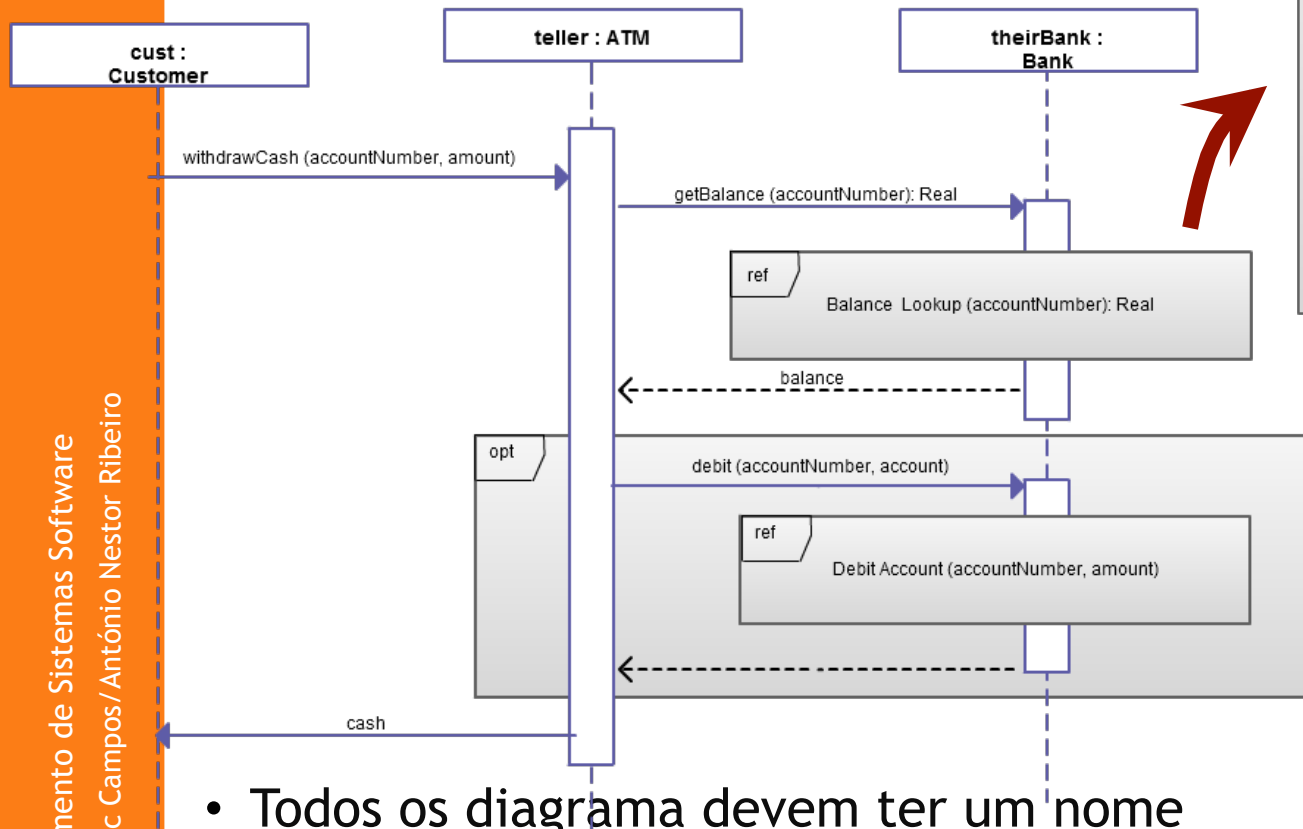 cust :
Customer
teller : ATM
theirBank :
Bank
withdrawCash (accountNumber, amount)
getBalance (accountNumber): Real
ref
Balance Lookup (accountNumber): Real
balance
opt
debit (accountNumber, account)
ref
Debit Account (accountNumber, amount)
cash
• Todos os diagrama devem ter um nome
mento de Sistemas Software
c Campos/António Nestor Ribeiro